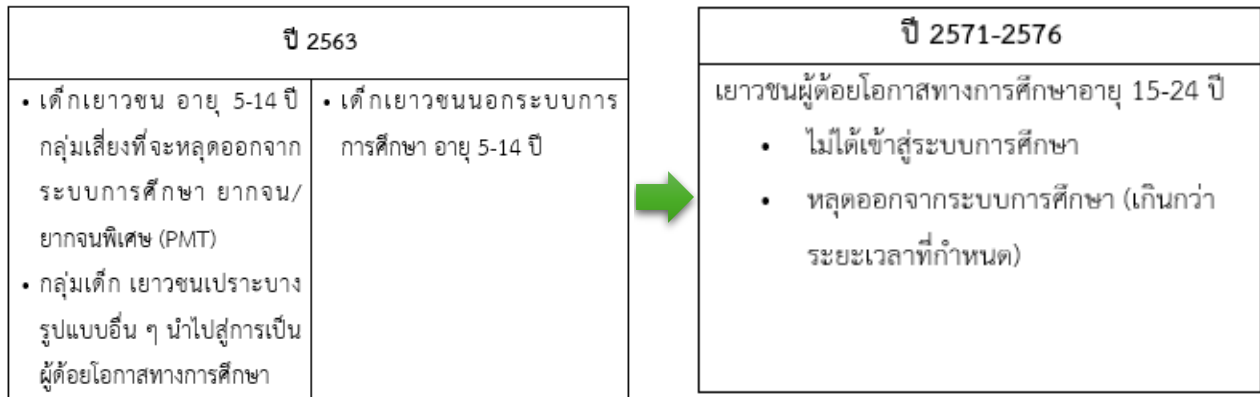 ปี 2563
• เด็กเยาวชน อายุ 5-14 ปี
กลุ่มเสี่ยงที่จะหลุดออกจาก
ระบบการศึกษา ยากจน/
ยากจนพิเศษ (PMT)
• กลุ่มเด็ก เยาวชนเปราะบาง
รูปแบบอื่น ๆ นำไปสู่การเป็น
ผู้ด้อยโอกาสทางการศึกษา
• เด็กเยาวชนนอกระบบการ
การศึกษา อายุ 5-14 ปี
ปี 2571-2576
เยาวชนผู้ด้อยโอกาสทางการศึกษาอายุ 15-24 ปี
• ไม่ได้เข้าสู่ระบบการศึกษา
• หลุดออกจากระบบการศึกษา (เกินกว่า
ระยะเวลาที่กำหนด)